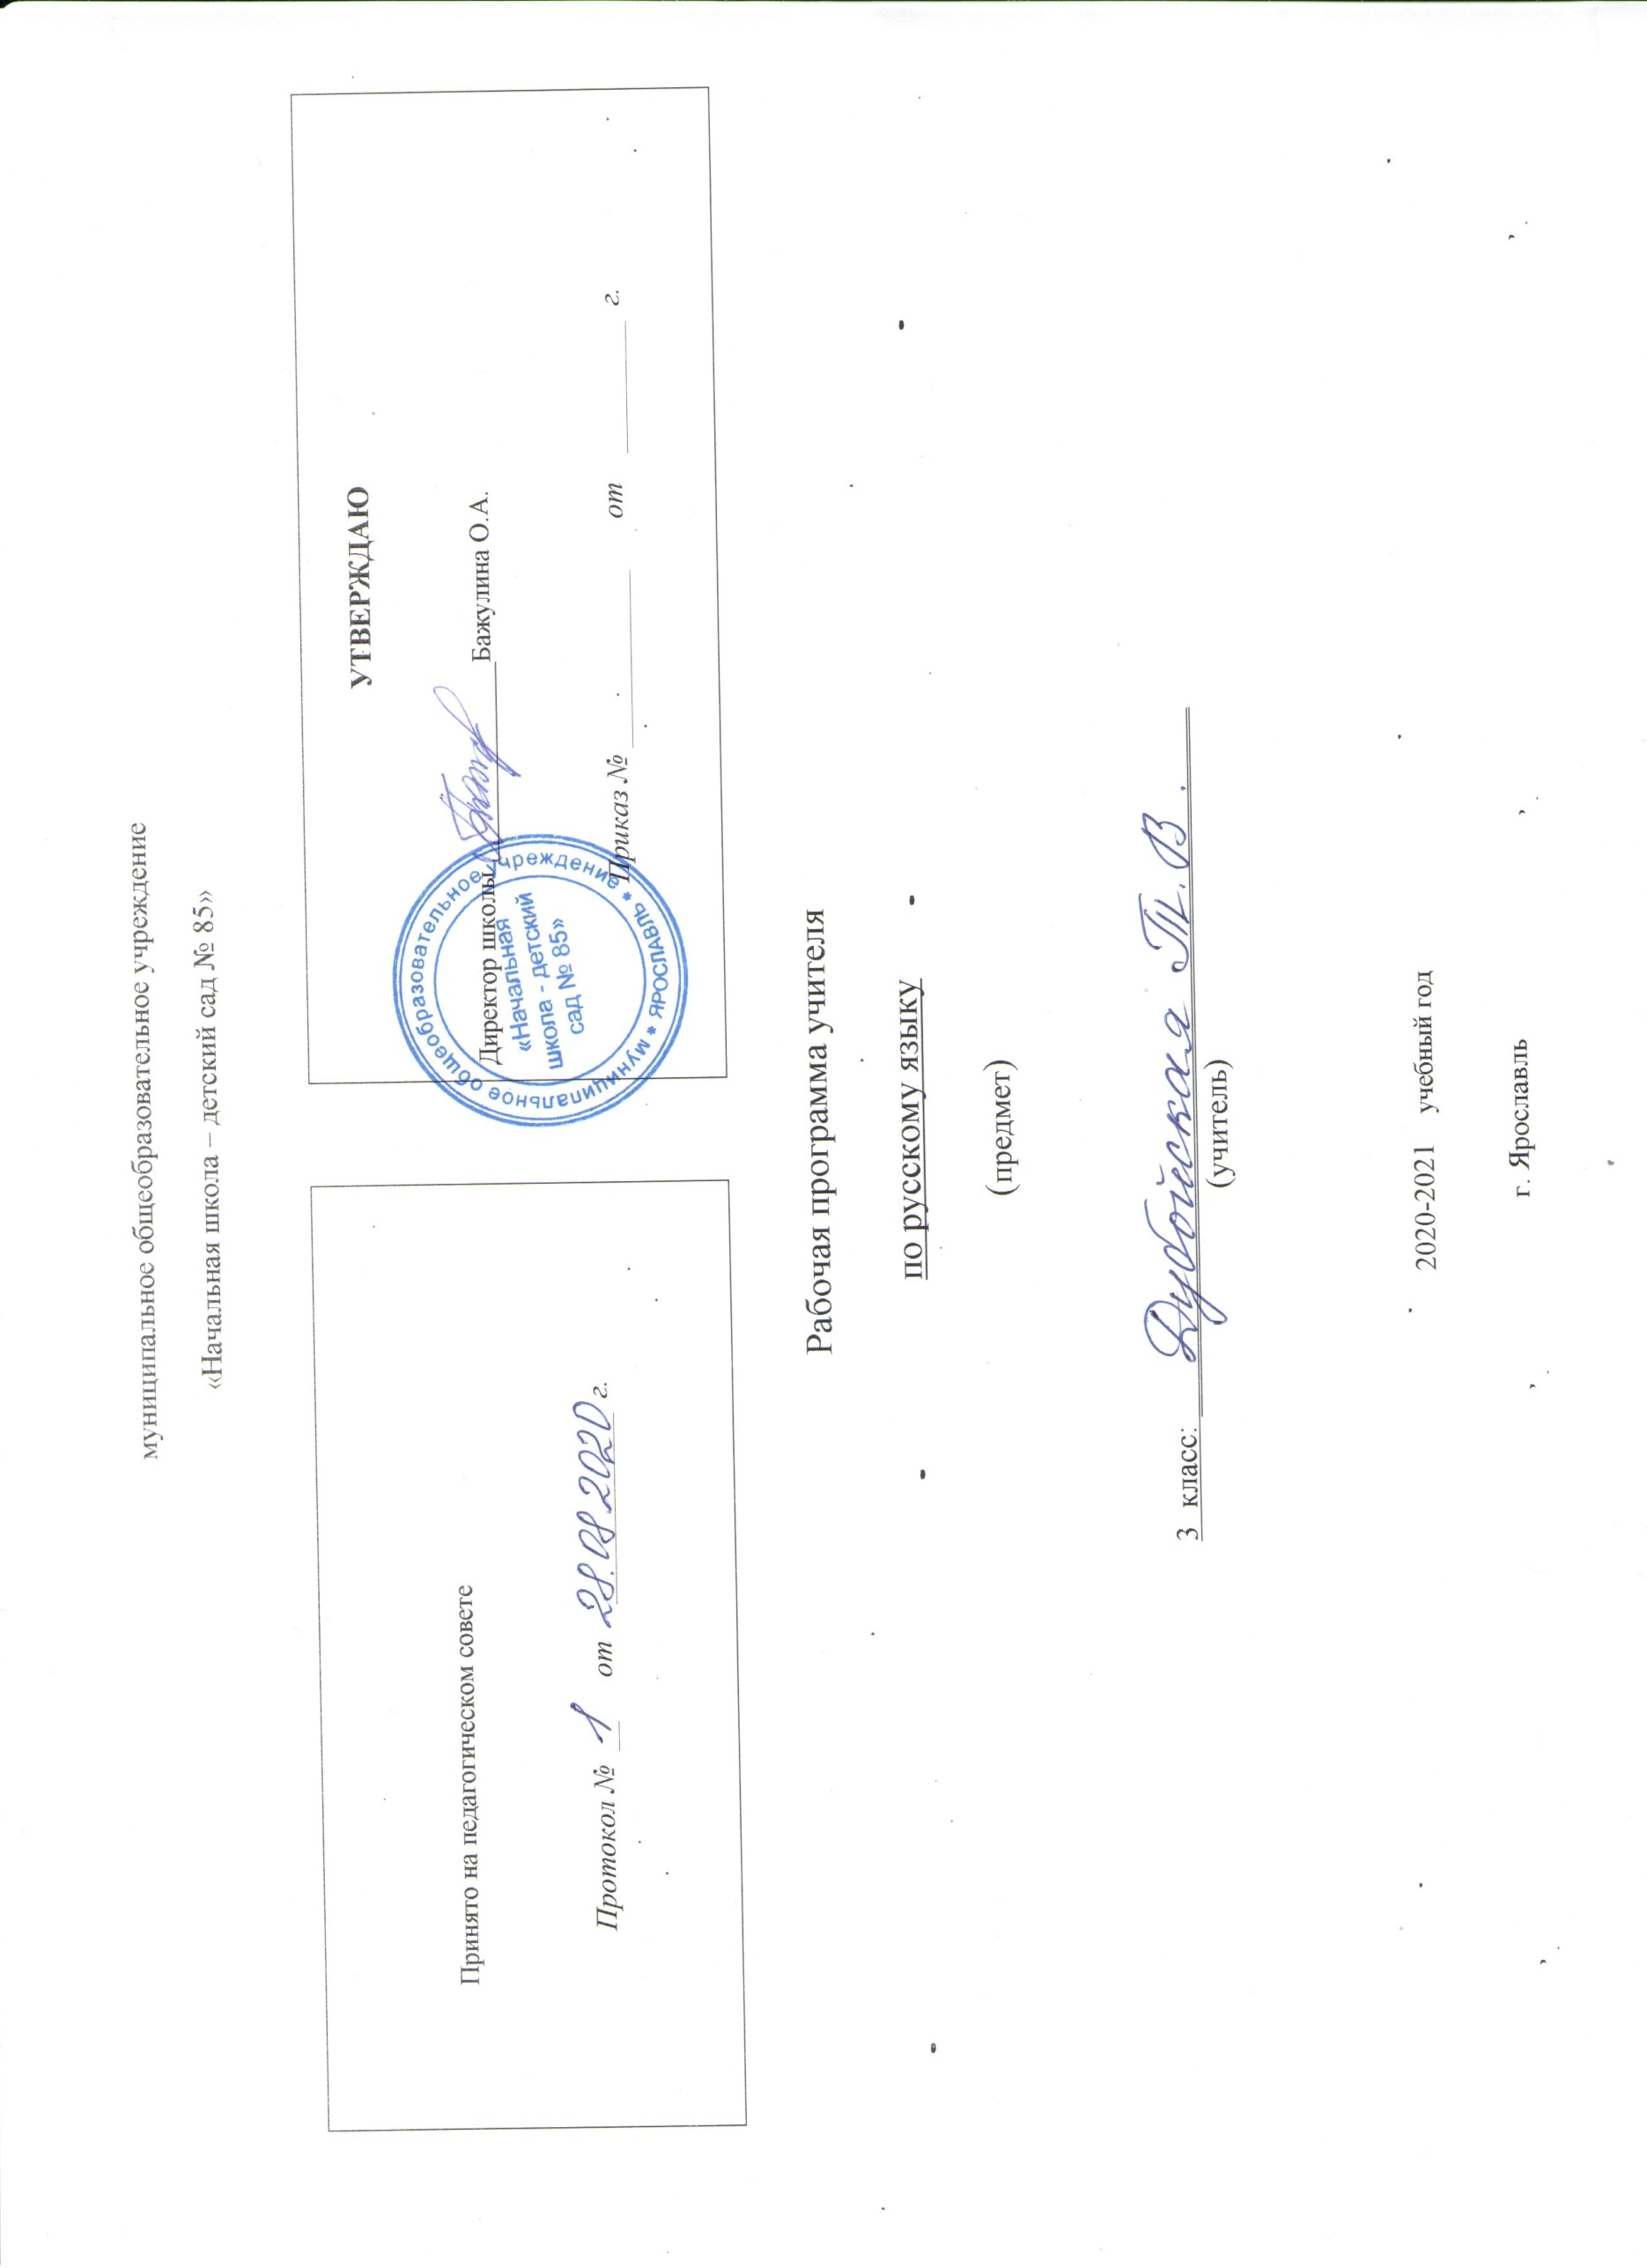 муниципальное общеобразовательное учреждение
«Начальная школа – детский сад № 85»
Принято на педагогическом совете
Протокол № 1 от 28.08.2020 г.
УТВЕРЖДАЮ
Директор школы Бажулина О.А.
Приказ № от г.
муниципальное общеобразовательное учреждение * ЯРОСЛАВЛЬ *
«Начальная
школа - детский
сад № 85»
Рабочая программа учителя
по русскому языку
(предмет)
3 класс: Дубойская Т.В.
(учитель)
2020-2021 учебный год
г. Ярославль